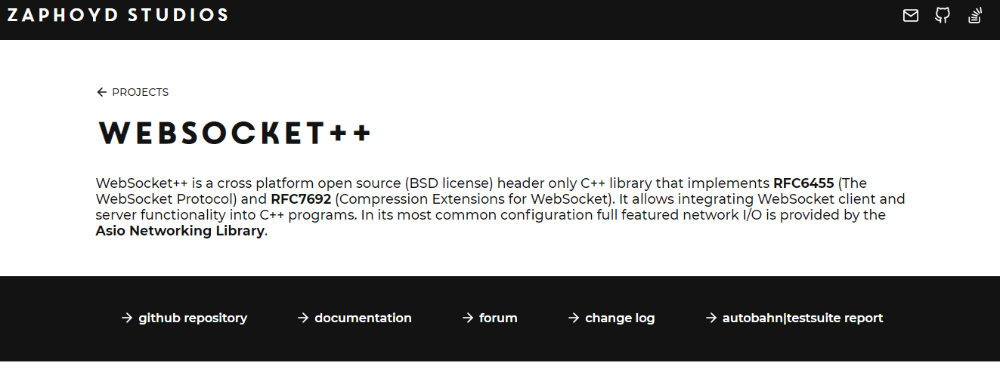 ZAPHOYD STUDIOS
PROJECTS
WEBSOCKET++
WebSocket++ is a cross platform open source (BSD license) header only C++ library that implements RFC6455 (The
WebSocket Protocol) and RFC7692 (Compression Extensions for WebSocket). It allows integrating WebSocket client and
server functionality into C++ programs. In its most common configuration full featured network I/O is provided by the
Asio Networking Library.
github repository documentation forum change log autobahn|testsuite report